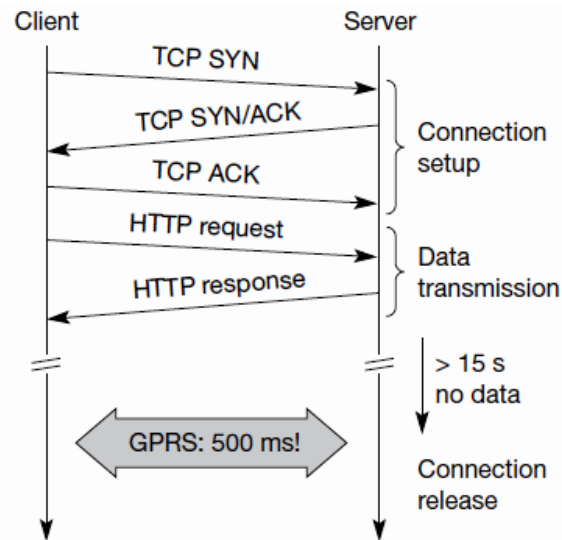 Client
Server
TCP SYN
TCP SYN/ACK
Connection
setup
TCP ACK
HTTP request
Data
transmission
HTTP response
> 15 s
no data
GPRS: 500 ms!
Connection
release